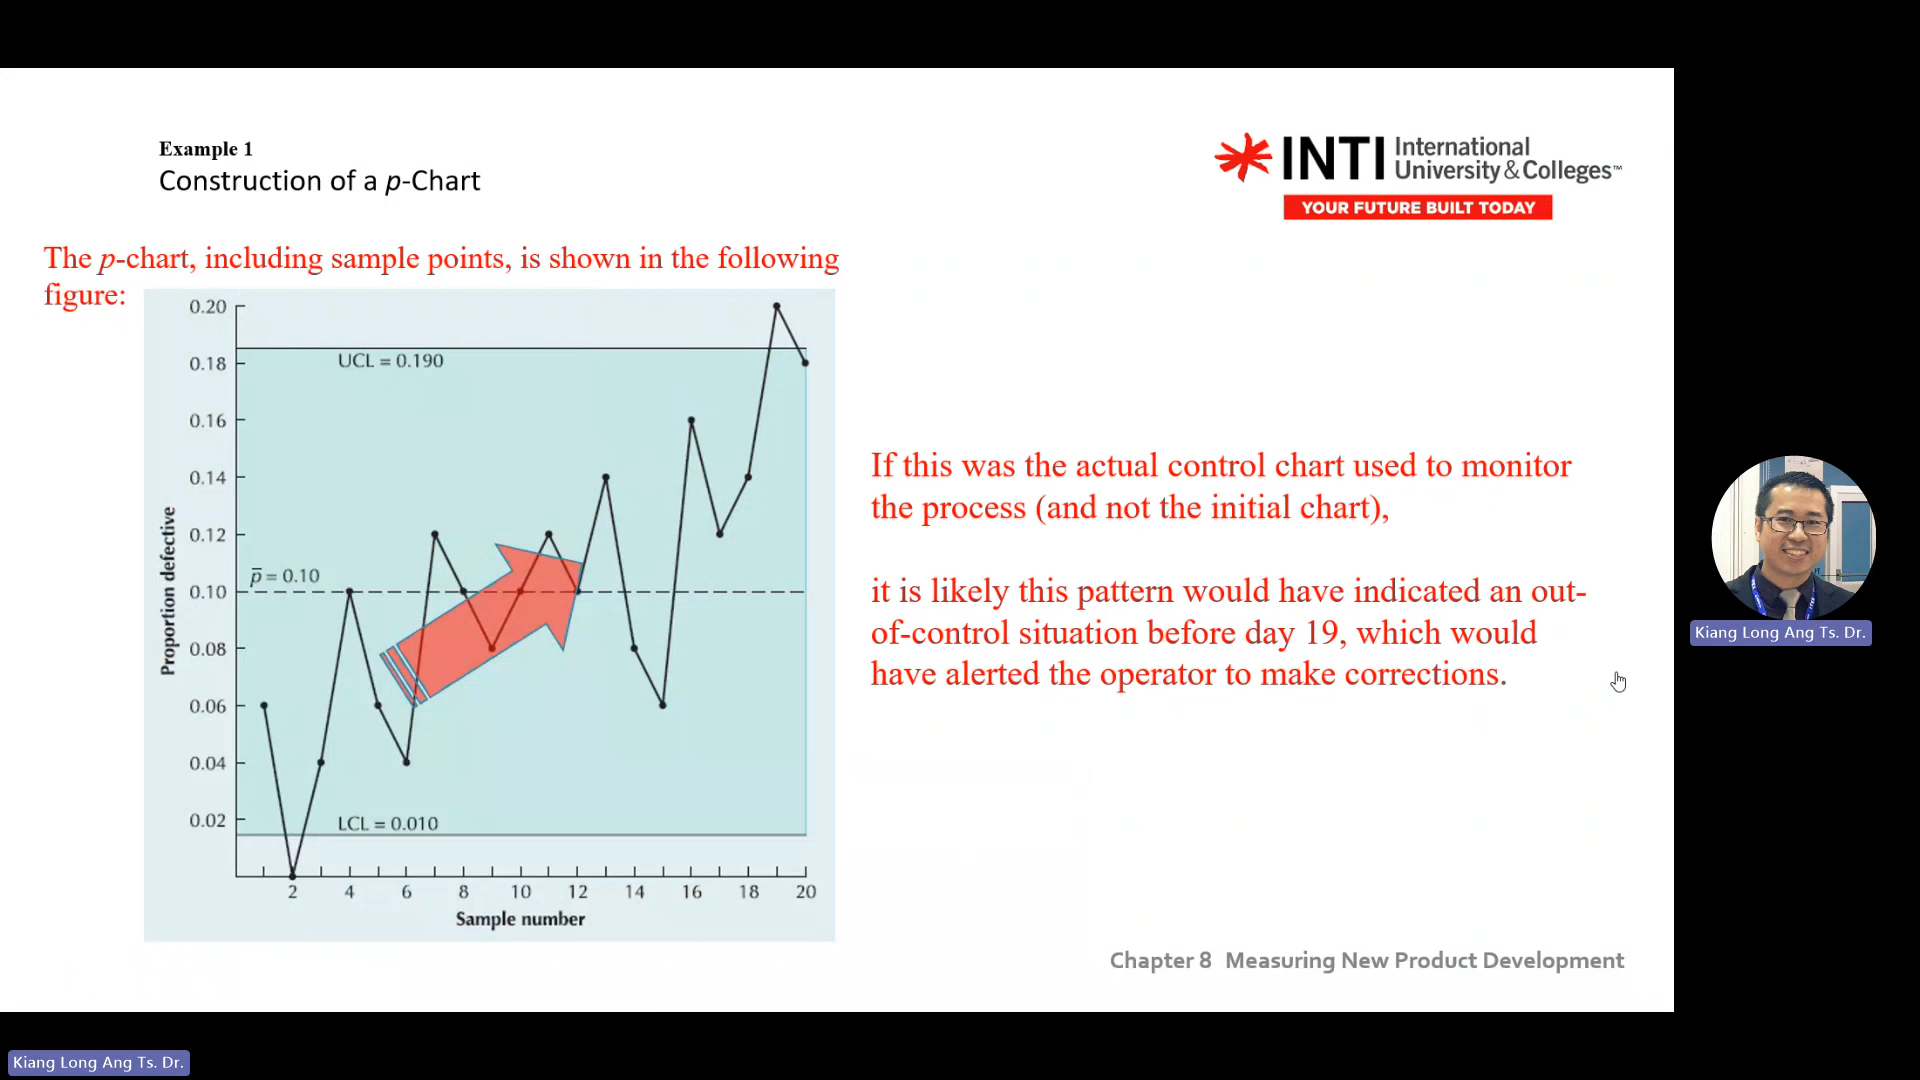 Example 1
Construction of a p-Chart
INTI International
University & Colleges™
YOUR FUTURE BUILT TODAY
The p-chart, including sample points, is shown in the following
figure:
0.20
UCL = 0.190
0.18
0.16
0.14
0.12
p̅ = 0.10
0.10
0.08
0.06
0.04
LCL = 0.010
0.02
Proportion defective
2 4 6 8 10 12 14 16 18 20
Sample number
If this was the actual control chart used to monitor
the process (and not the initial chart),
it is likely this pattern would have indicated an out-
of-control situation before day 19, which would
have alerted the operator to make corrections.
Chapter 8 Measuring New Product Development
Kiang Long Ang Ts. Dr.
Kiang Long Ang Ts. Dr.